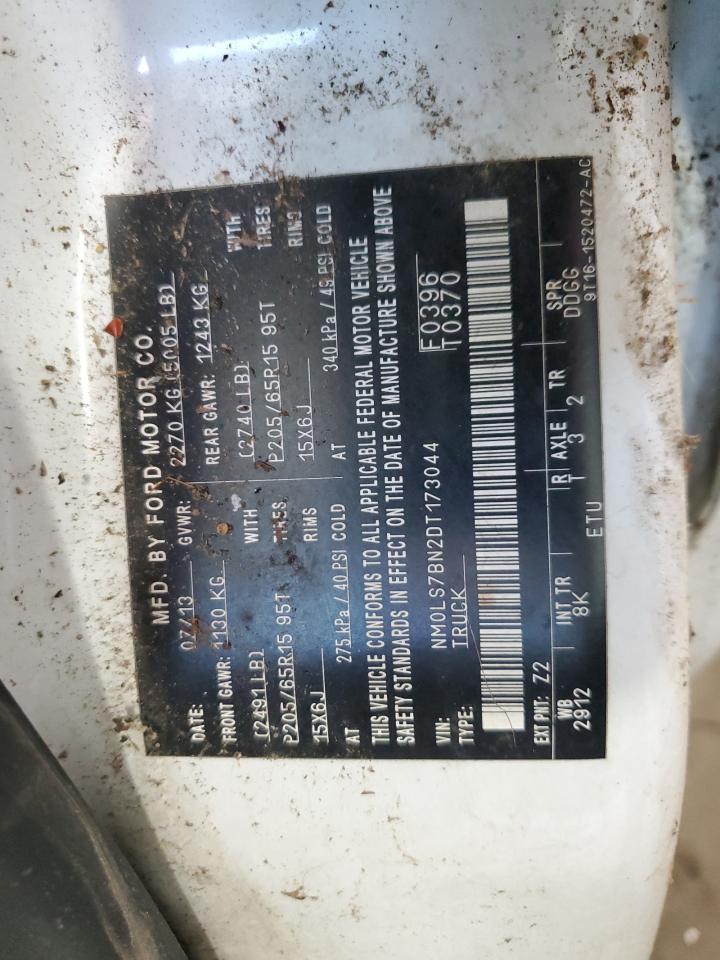 MFD. BY FORD MOTOR CO.
DATE: 07/13 GVWR: 2270 KG (5005 LB)
FRONT GAWR: 1130 KG REAR GAWR: 1243 KG
(2491 LB) WITH (2740 LB) WITH
P205/65R15 95T TIRES P205/65R15 95T TIRES
15X6J RIMS 15X6J RIMS
AT 275 kPa / 40 PSI COLD AT 340 kPa / 49 PSI COLD
THIS VEHICLE CONFORMS TO ALL APPLICABLE FEDERAL MOTOR VEHICLE
SAFETY STANDARDS IN EFFECT ON THE DATE OF MANUFACTURE SHOWN ABOVE
VIN: NM0LS7BN2DT173044 F0396
TYPE: TRUCK T0370
EXT PNT: Z2
WB INT TR R AXLE TR SPR
2912 8K T 3 2 DDGG
ETU 9T16-1520472-AC